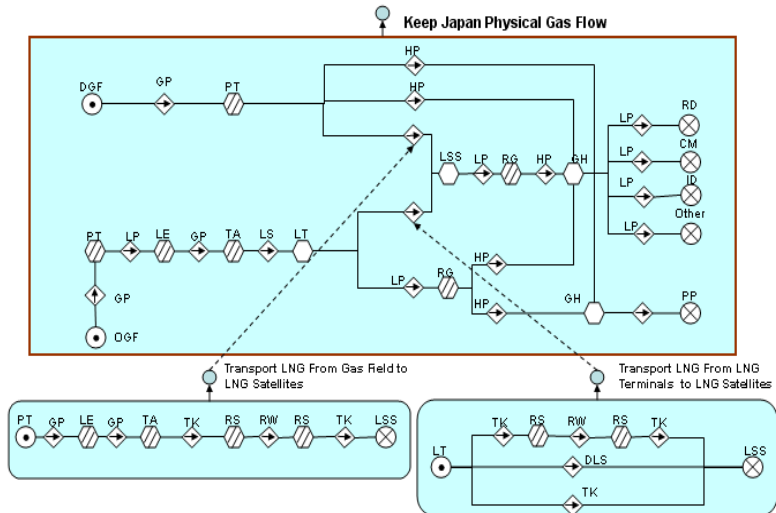 Keep Japan Physical Gas Flow
HP
DGF
GP
PT
HP
RD
LP
CM
LSS
LP
RG
HP
GH
LP
ID
LP
Other
LP
PT
LP
LE
GP
TA
LS
LT
HP
LP
RG
GP
HP
GH
PP
OGF
Transport LNG From Gas Field to
LNG Satellites
Transport LNG From LNG
Terminals to LNG Satellites
PT
GP
LE
GP
TA
TK
RS
RW
RS
TK
LSS
TK
RS
RW
RS
TK
LT
DLS
LSS
TK